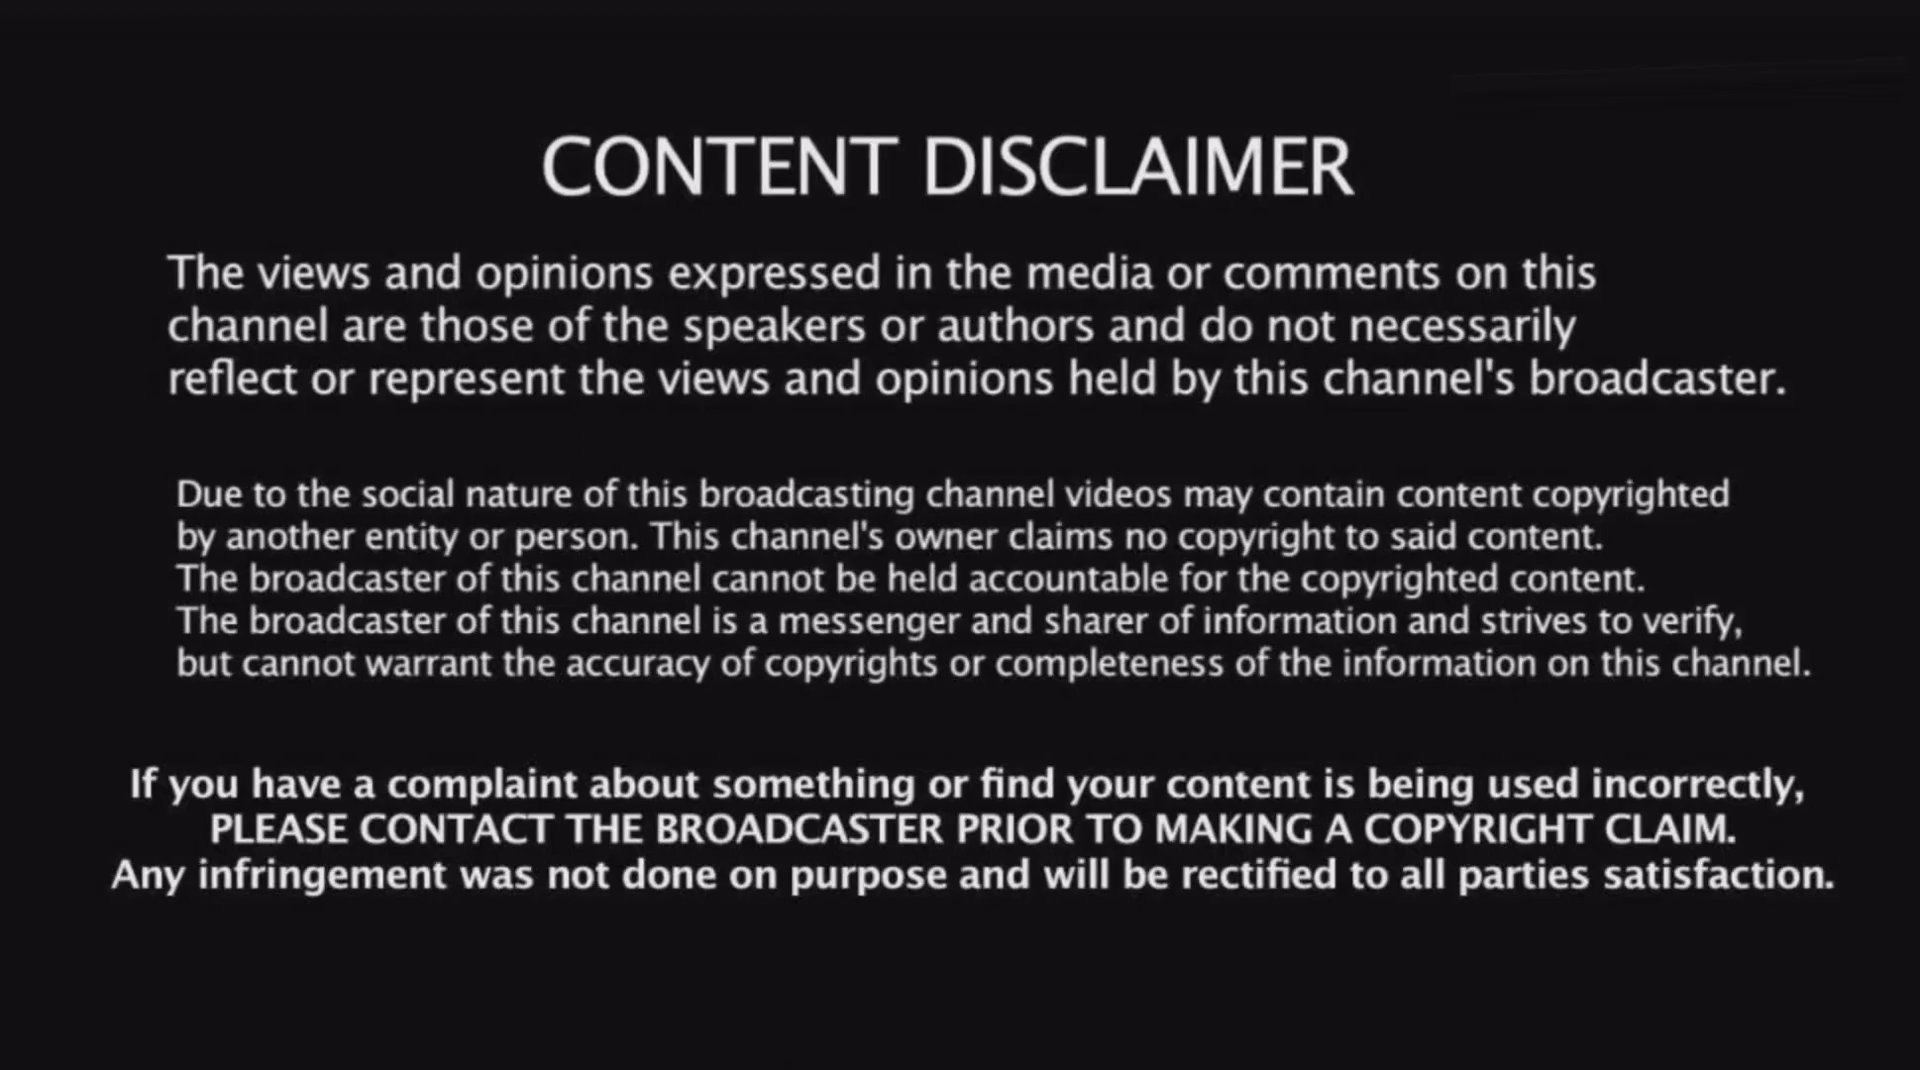 CONTENT DISCLAIMER
The views and opinions expressed in the media or comments on this
channel are those of the speakers or authors and do not necessarily
reflect or represent the views and opinions held by this channel's broadcaster.
Due to the social nature of this broadcasting channel videos may contain content copyrighted
by another entity or person. This channel's owner claims no copyright to said content.
The broadcaster of this channel cannot be held accountable for the copyrighted content.
The broadcaster of this channel is a messenger and sharer of information and strives to verify,
but cannot warrant the accuracy of copyrights or completeness of the information on this channel.
If you have a complaint about something or find your content is being used incorrectly,
PLEASE CONTACT THE BROADCASTER PRIOR TO MAKING A COPYRIGHT CLAIM.
Any infringement was not done on purpose and will be rectified to all parties satisfaction.